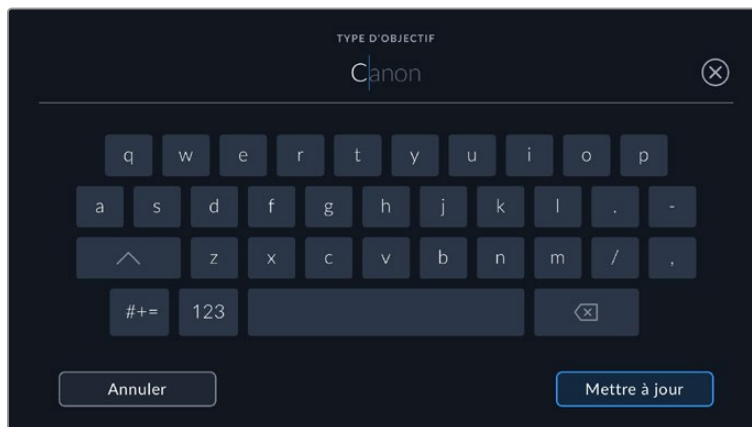 TYPE D'OBJECTIF
Canon
q w e r t y u i o p
a s d f g h j k l . -
z x c v b n m / ,
#+= 123
Annuler Mettre à jour